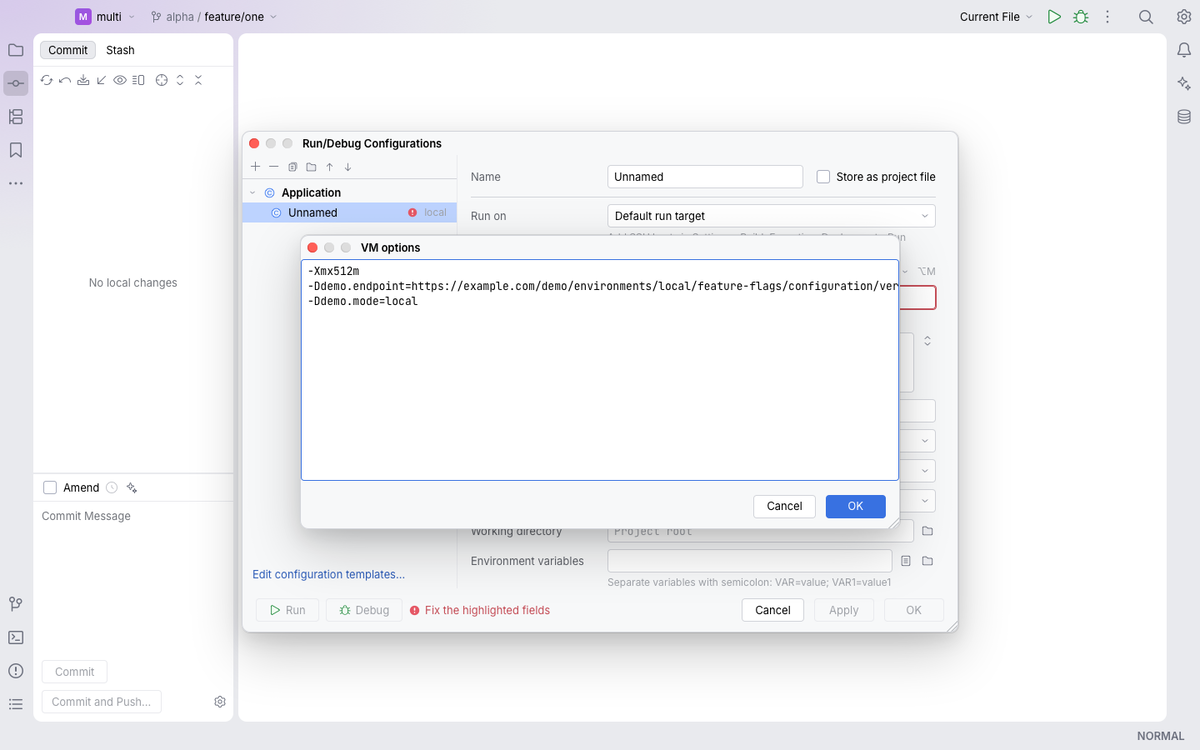 M multi
alpha / feature/one
Current File
Commit Stash
No local changes
Amend
Commit Message
Commit
Commit and Push...
Run/Debug Configurations
Application
Unnamed local
Edit configuration templates...
Name Unnamed Store as project file
Run on Default run target
⌥M
VM options
-Xmx512m
-Ddemo.endpoint=https://example.com/demo/environments/local/feature-flags/configuration/ver
-Ddemo.mode=local
Cancel OK
Working directory Project root
Environment variables
Separate variables with semicolon: VAR=value; VAR1=value1
Run Debug Fix the highlighted fields Cancel Apply OK
NORMAL